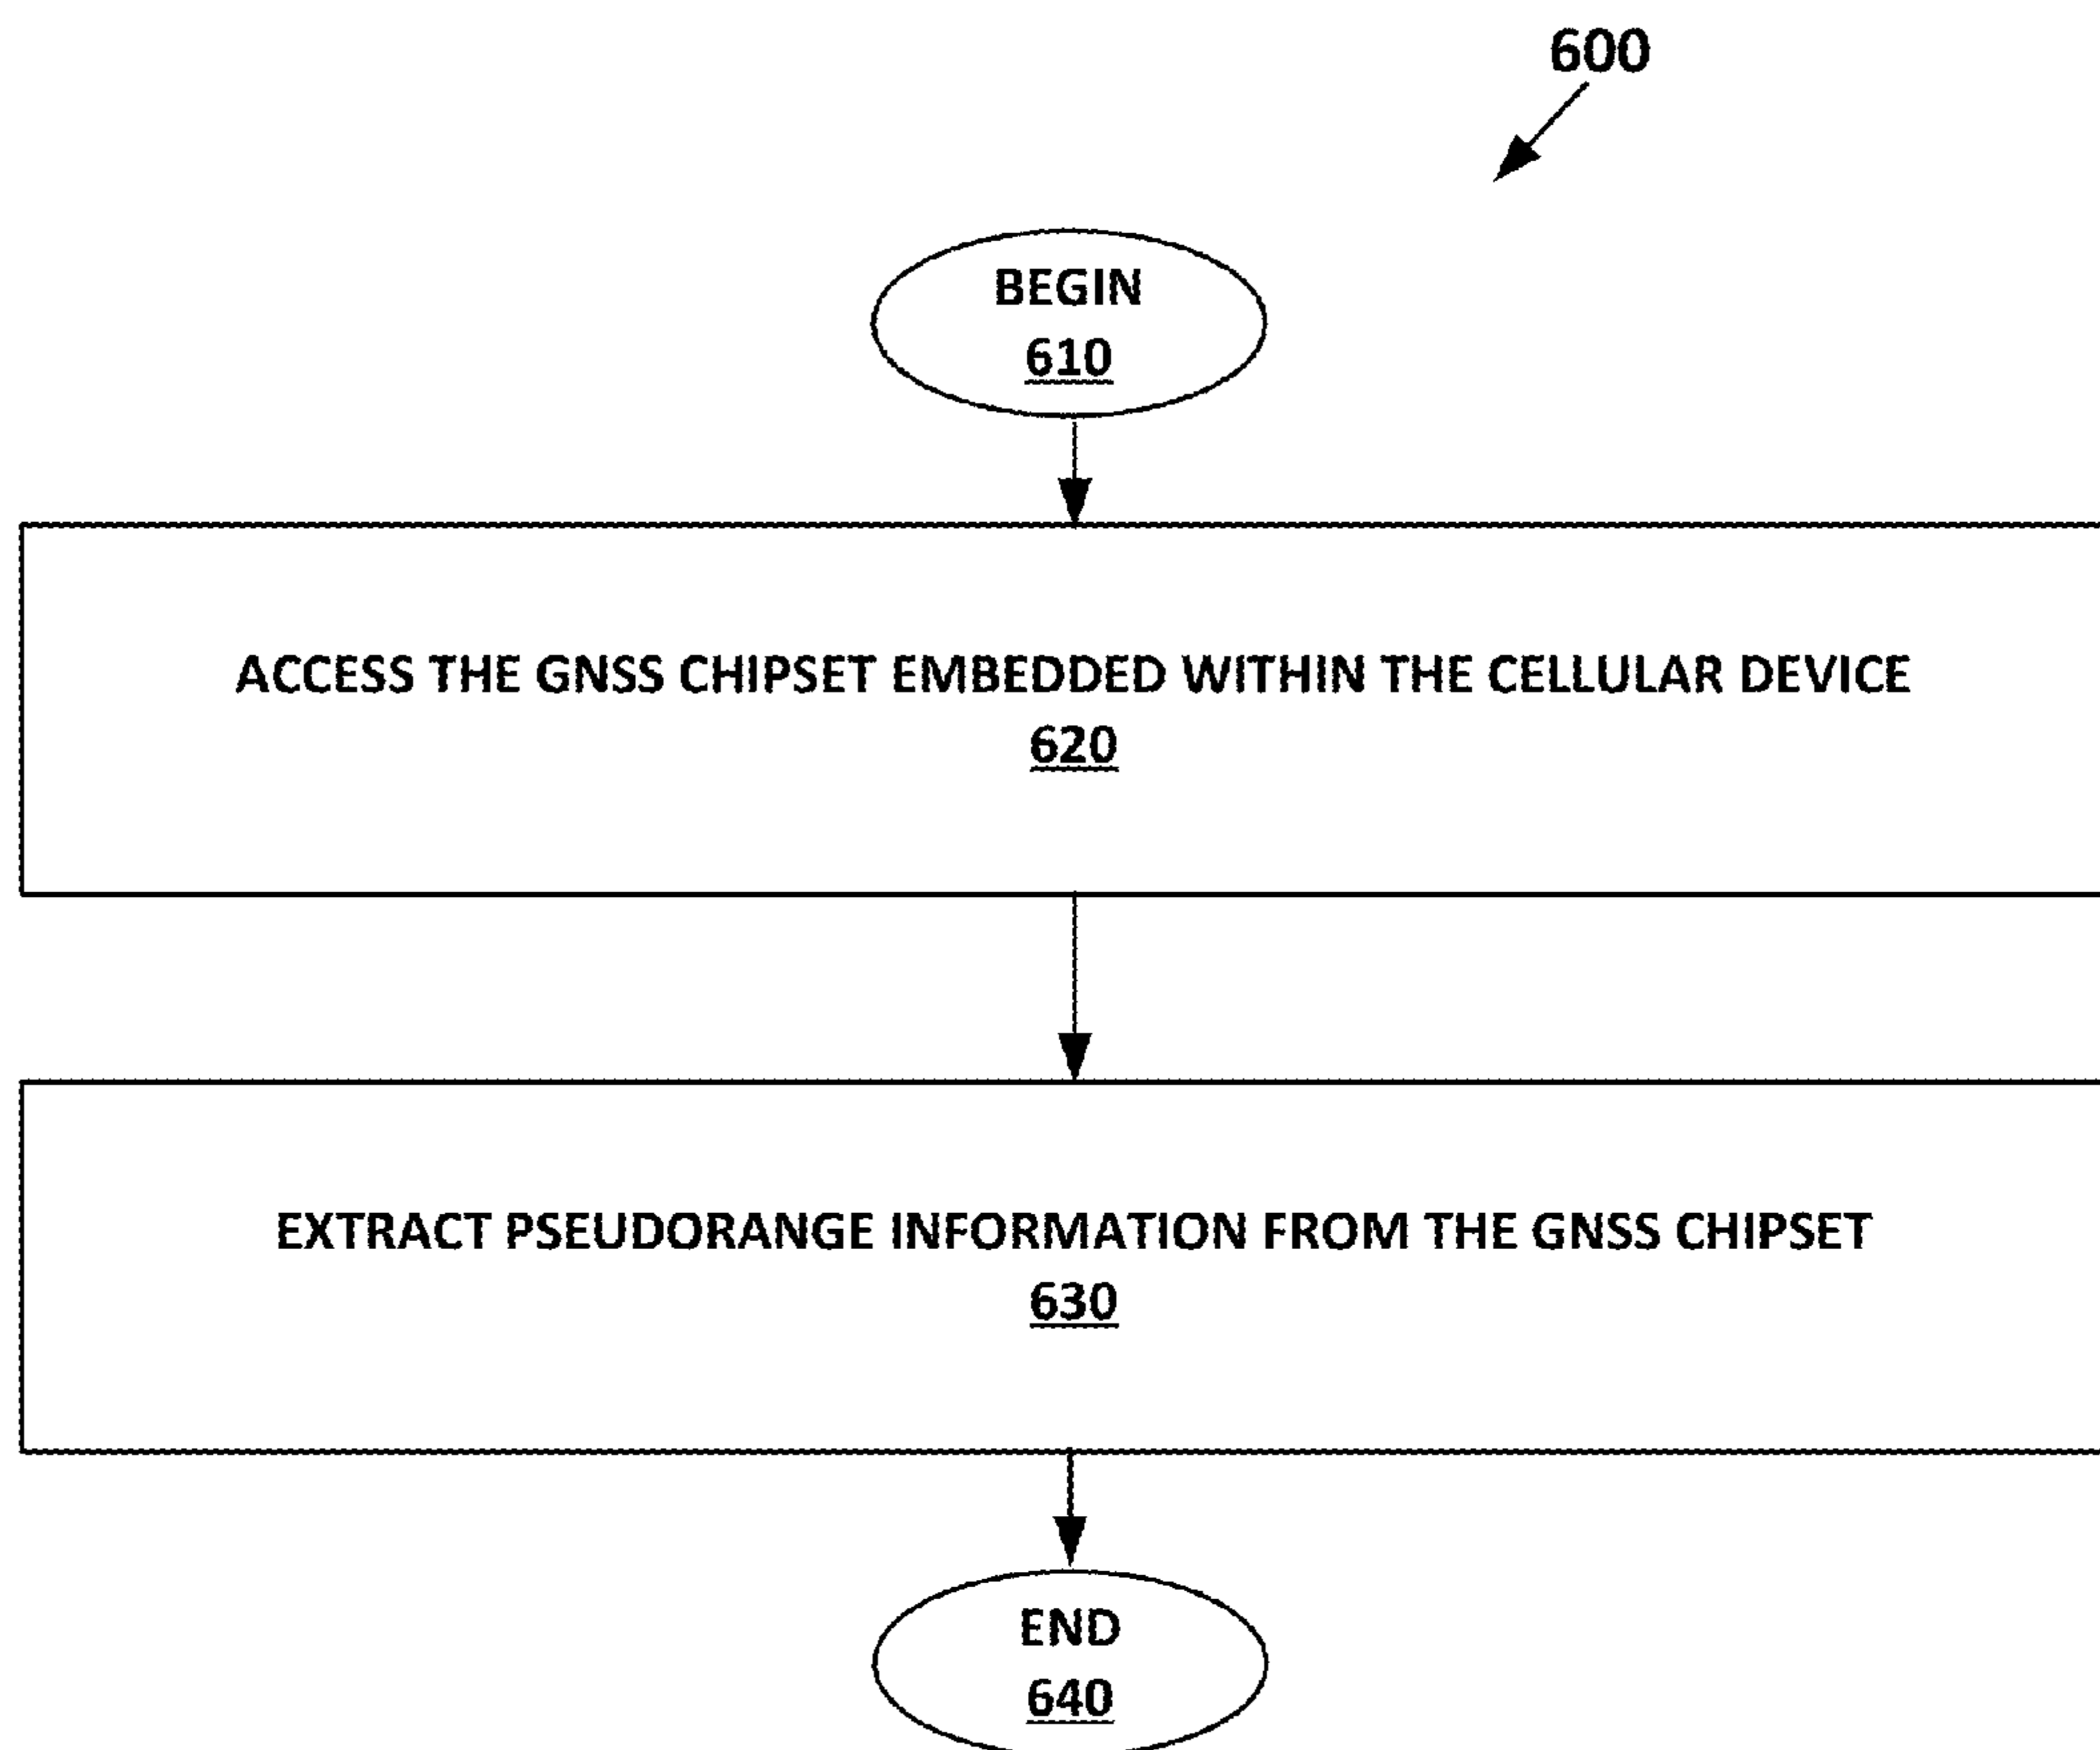 600
BEGIN
610
ACCESS THE GNSS CHIPSET EMBEDDED WITHIN THE CELLULAR DEVICE
620
EXTRACT PSEUDORANGE INFORMATION FROM THE GNSS CHIPSET
630
END
640